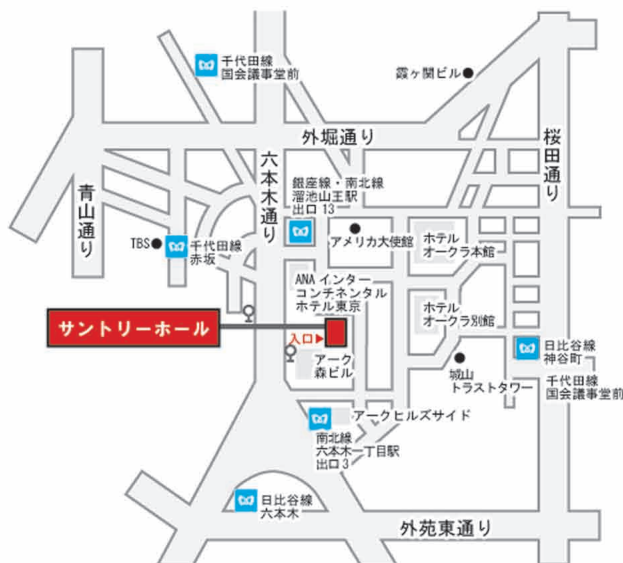 千代田線
国会議事堂前
霞ヶ関ビル
外堀通り
桜田通り
六本木通り
青山通り
銀座線・南北線
溜池山王駅
出口 13
TBS
千代田線
赤坂
アメリカ大使館
ホテル
オークラ本館
ANA インター
コンチネンタル
ホテル東京
サントリーホール
入口▶
ホテル
オークラ別館
アーク
森ビル
日比谷線
神谷町
城山
トラストタワー
千代田線
国会議事堂前
アークヒルズサイド
南北線
六本木一丁目駅
出口 3
日比谷線
六本木
外苑東通り